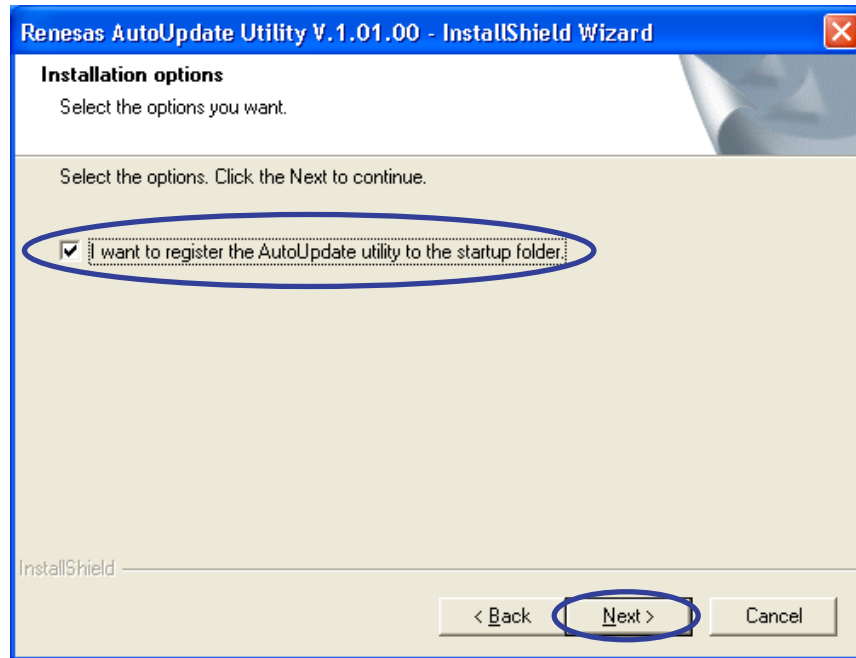 Renesas AutoUpdate Utility V.1.01.00 - InstallShield Wizard
Installation options
Select the options you want.
Select the options. Click the Next to continue.
I want to register the AutoUpdate utility to the startup folder.
InstallShield
< Back
Next >
Cancel